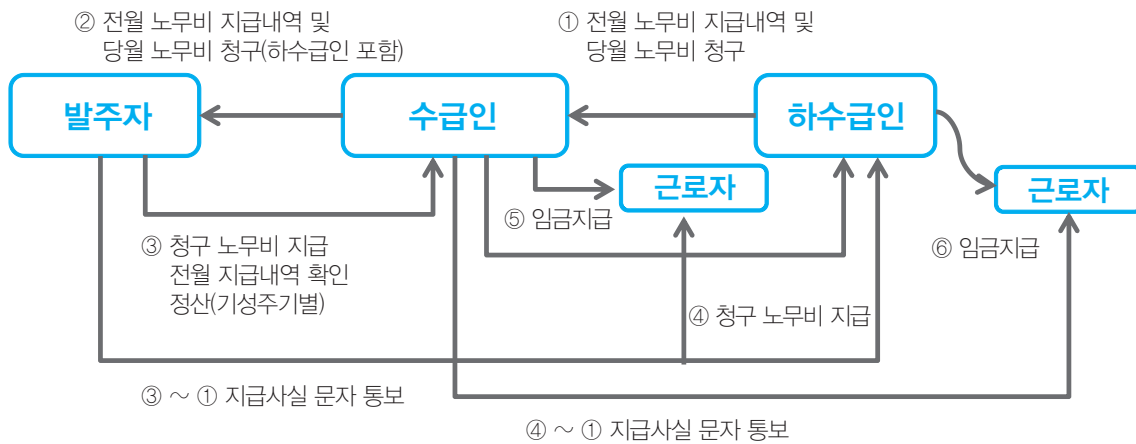 ② 전월 노무비 지급내역 및
당월 노무비 청구(하수급인 포함)
① 전월 노무비 지급내역 및
당월 노무비 청구
발주자
수급인
하수급인
근로자
근로자
⑤ 임금지급
③ 청구 노무비 지급
전월 지급내역 확인
정산(기성주기별)
⑥ 임금지급
④ 청구 노무비 지급
③ ~ ① 지급사실 문자 통보
④ ~ ① 지급사실 문자 통보